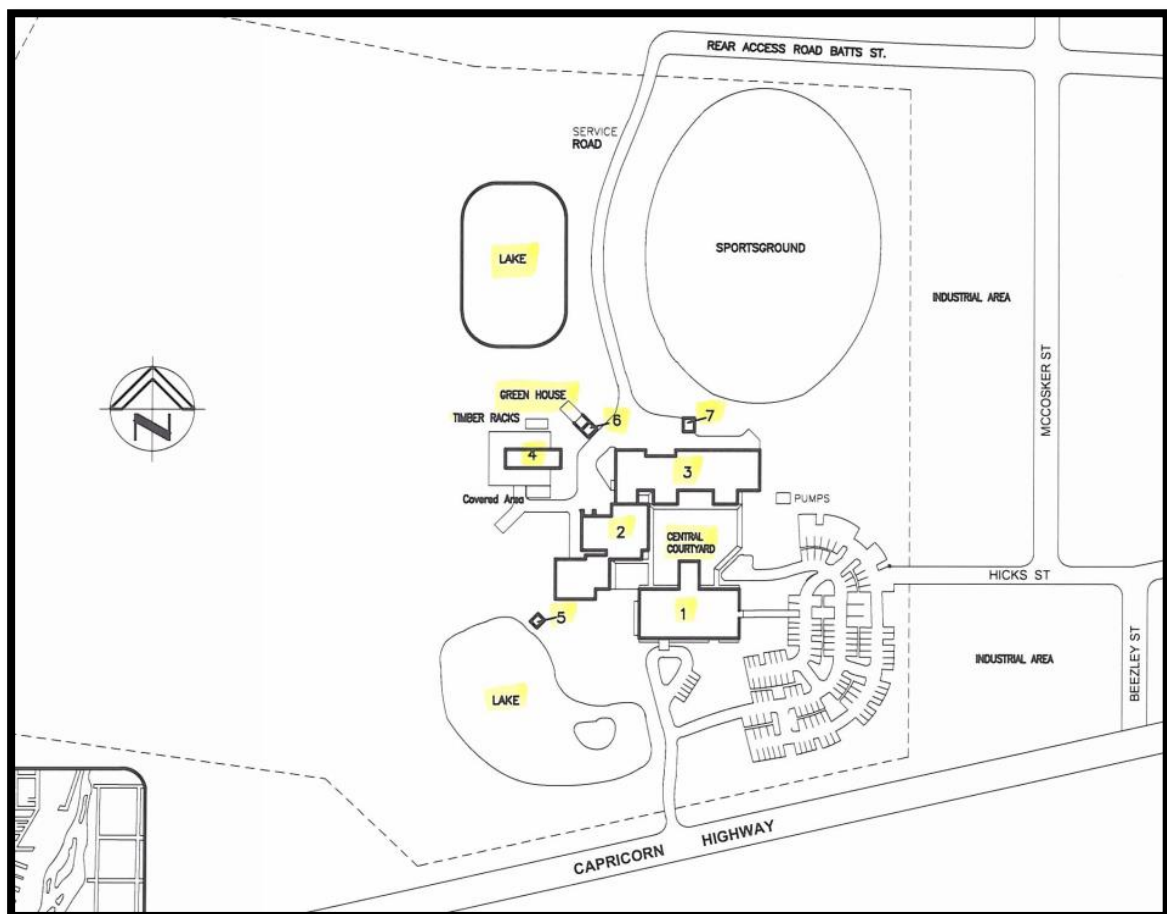 REAR ACCESS ROAD BATTS ST.
SERVICE
ROAD
LAKE
SPORTSGROUND
INDUSTRIAL AREA
MCCOSKER ST
GREEN HOUSE
TIMBER RACKS
6
7
4
3
Covered Area
PUMPS
2
CENTRAL
COURTYARD
HICKS ST
5
1
INDUSTRIAL AREA
BEEZLEY ST
LAKE
N
CAPRICORN HIGHWAY